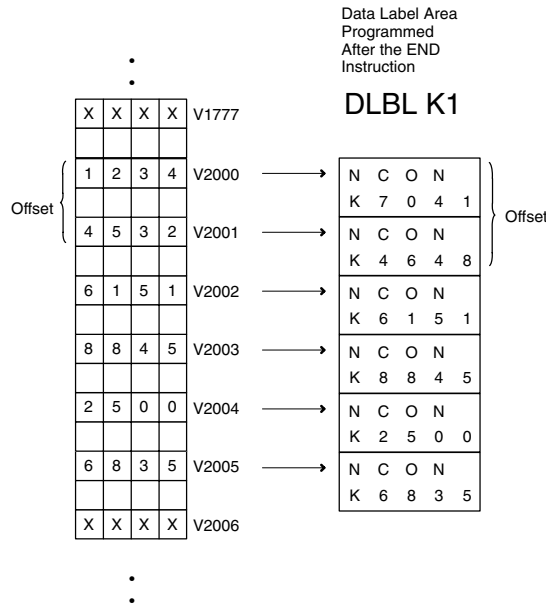 Data Label Area
Programmed
After the END
Instruction
DLBL K1
X X X X V1777
1 2 3 4 V2000
N C O N
K 7 0 4 1
Offset
Offset
4 5 3 2 V2001
N C O N
K 4 6 4 8
6 1 5 1 V2002
N C O N
K 6 1 5 1
8 8 4 5 V2003
N C O N
K 8 8 4 5
2 5 0 0 V2004
N C O N
K 2 5 0 0
6 8 3 5 V2005
N C O N
K 6 8 3 5
X X X X V2006